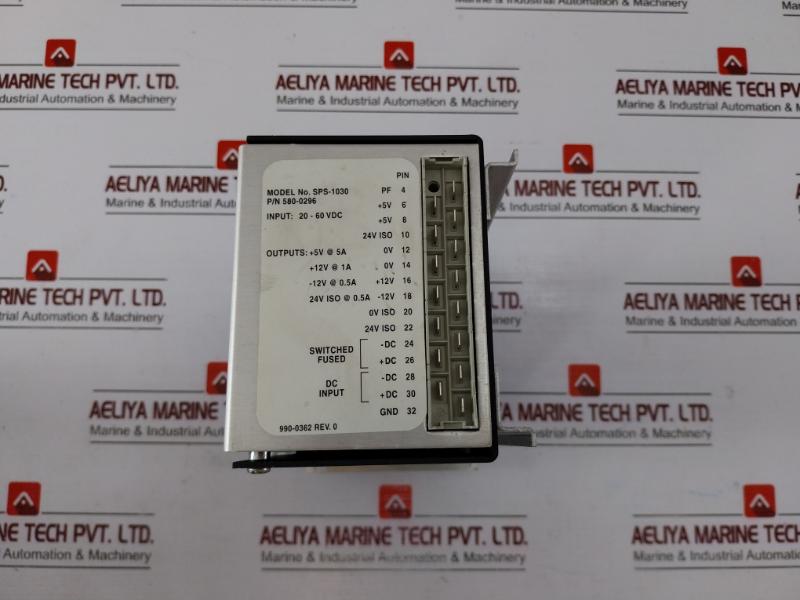 AELIYA MARINE TECH PVT. LTD.
Marine & Industrial Automation & Machinery
PIN
MODEL No. SPS-1030
P/N 580-0296
INPUT: 20 - 60 VDC
OUTPUTS: +5V @ 5A
+12V @ 1A
-12V @ 0.5A
24V ISO @ 0.5A
PF 4
+5V 6
+5V 8
24V ISO 10
0V 12
0V 14
+12V 16
-12V 18
0V ISO 20
24V ISO 22
SWITCHED FUSED
-DC 24
+DC 26
DC INPUT
-DC 28
+DC 30
GND 32
990-0362 REV. 0